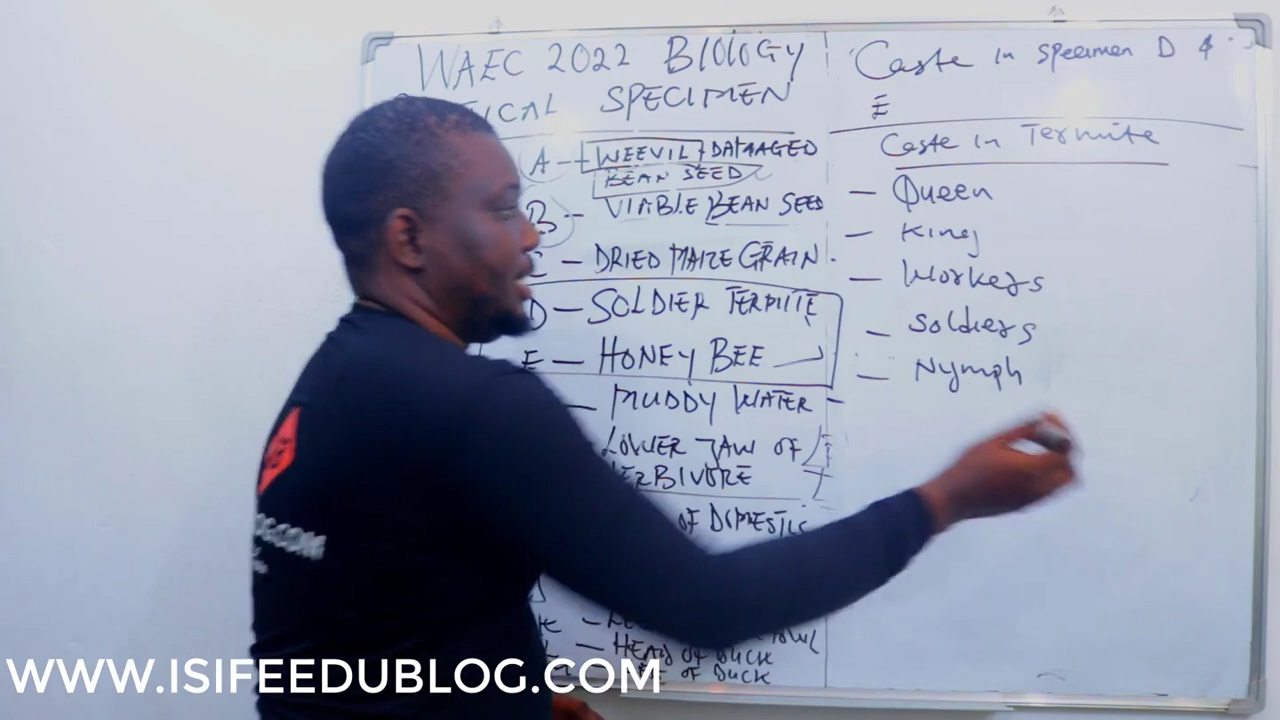 WAEC 2022 BIOLOGY
ICAL SPECIMEN
A - WEEVIL DAMAGED
BEAN SEED
B - VIABLE BEAN SEED
C - DRIED MAIZE GRAIN.
D - SOLDIER TERMITE
E - HONEY BEE
MUDDY WATER
LOWER JAW OF
HERBIVORE
OF DOMESTIC
HEAD OF DUCK
OF DUCK
Caste in specimen D &
E
Caste in Termite
- Queen
- King
- Workers
- Soldiers
- Nymph
WWW.ISIFEEDUBLOG.COM